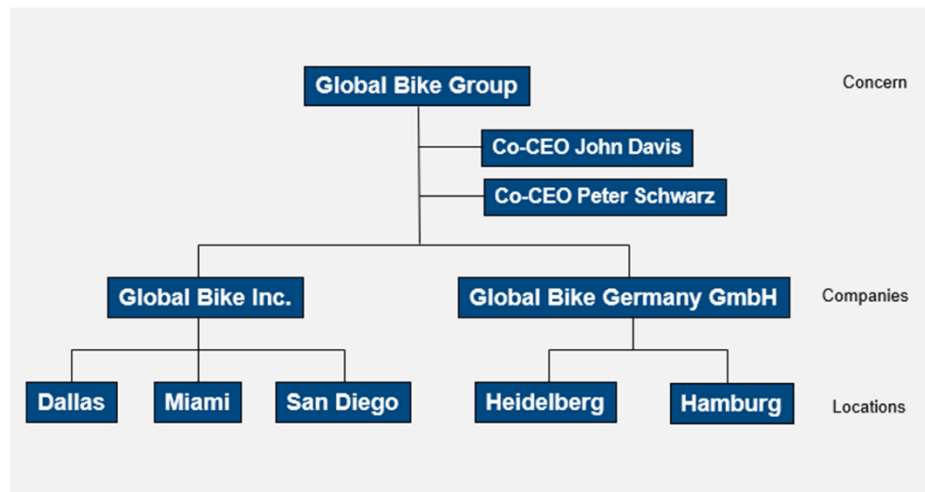 Global Bike Group
Concern
Co-CEO John Davis
Co-CEO Peter Schwarz
Global Bike Inc.
Global Bike Germany GmbH
Companies
Dallas
Miami
San Diego
Heidelberg
Hamburg
Locations